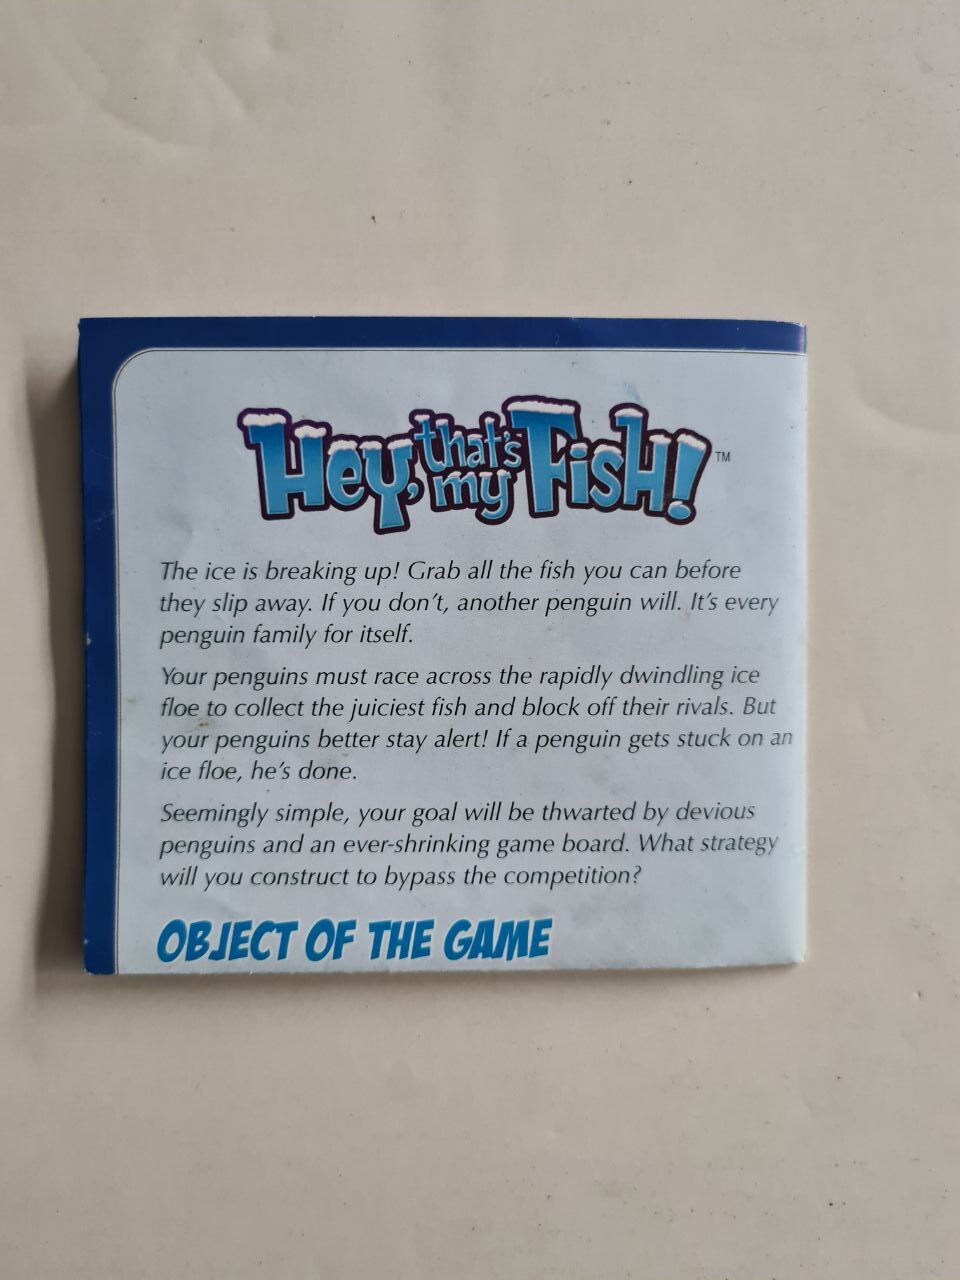 Hey, that's my Fish!™
The ice is breaking up! Grab all the fish you can before
they slip away. If you don't, another penguin will. It's every
penguin family for itself.
Your penguins must race across the rapidly dwindling ice
floe to collect the juiciest fish and block off their rivals. But
your penguins better stay alert! If a penguin gets stuck on an
ice floe, he's done.
Seemingly simple, your goal will be thwarted by devious
penguins and an ever-shrinking game board. What strategy
will you construct to bypass the competition?
OBJECT OF THE GAME